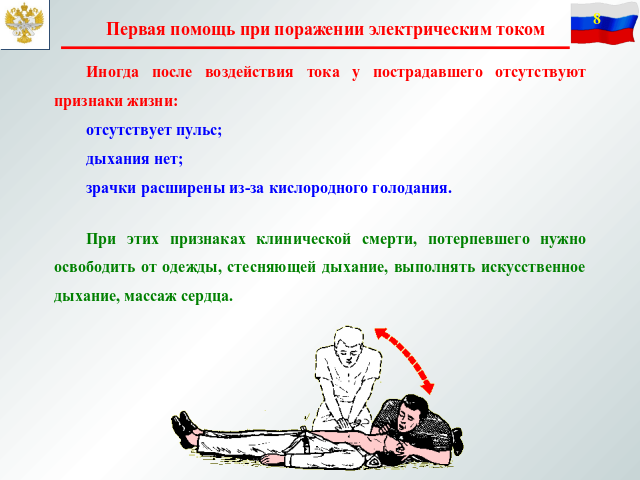 8
Первая помощь при поражении электрическим током
Иногда после воздействия тока у пострадавшего отсутствуют
признаки жизни:
отсутствует пульс;
дыхания нет;
зрачки расширены из-за кислородного голодания.
При этих признаках клинической смерти, потерпевшего нужно
освободить от одежды, стесняющей дыхание, выполнять искусственное
дыхание, массаж сердца.